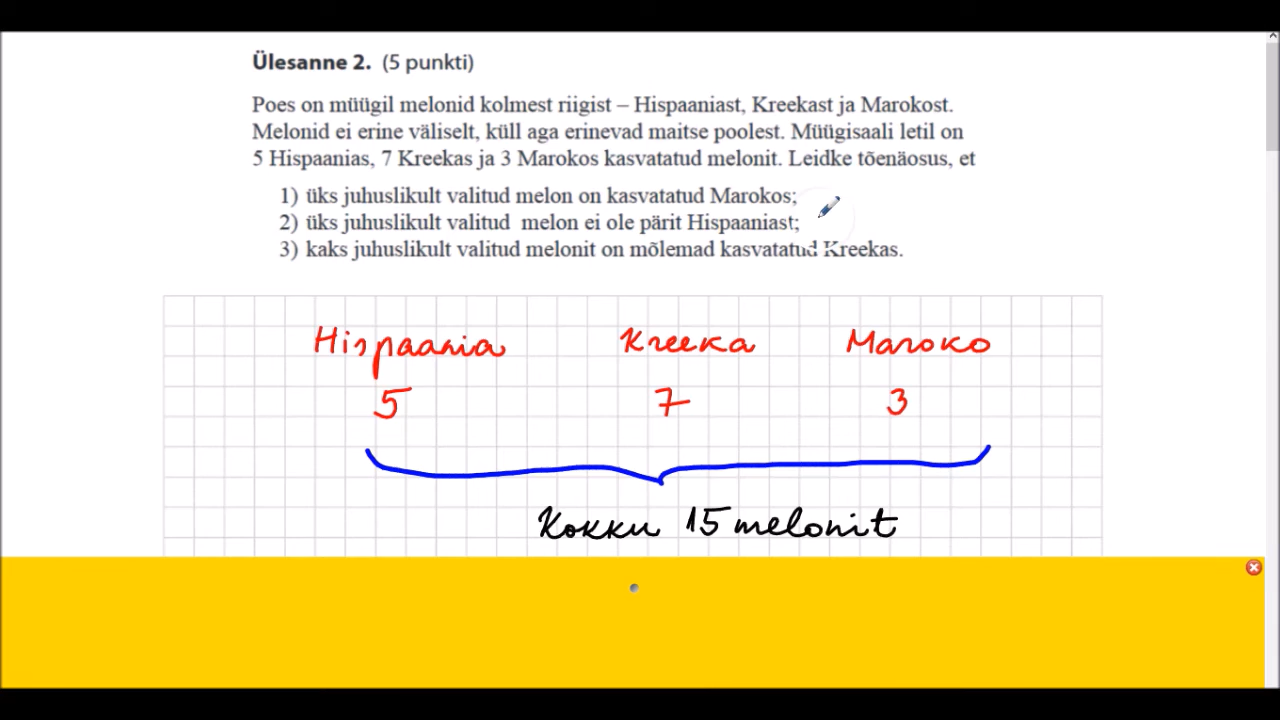 Ülesanne 2. (5 punkti)
Poes on müügil melonid kolmest riigist – Hispaaniast, Kreekast ja Marokost.
Melonid ei erine väliselt, küll aga erinevad maitse poolest. Müügisaali letil on
5 Hispaanias, 7 Kreekas ja 3 Marokos kasvatatud melonit. Leidke tõenäosus, et
1) üks juhuslikult valitud melon on kasvatatud Marokos;
2) üks juhuslikult valitud melon ei ole pärit Hispaaniast;
3) kaks juhuslikult valitud melonit on mõlemad kasvatatud Kreekas.
Hispaania Kreeka Maroko
5 7 3
Kokku 15 melonit